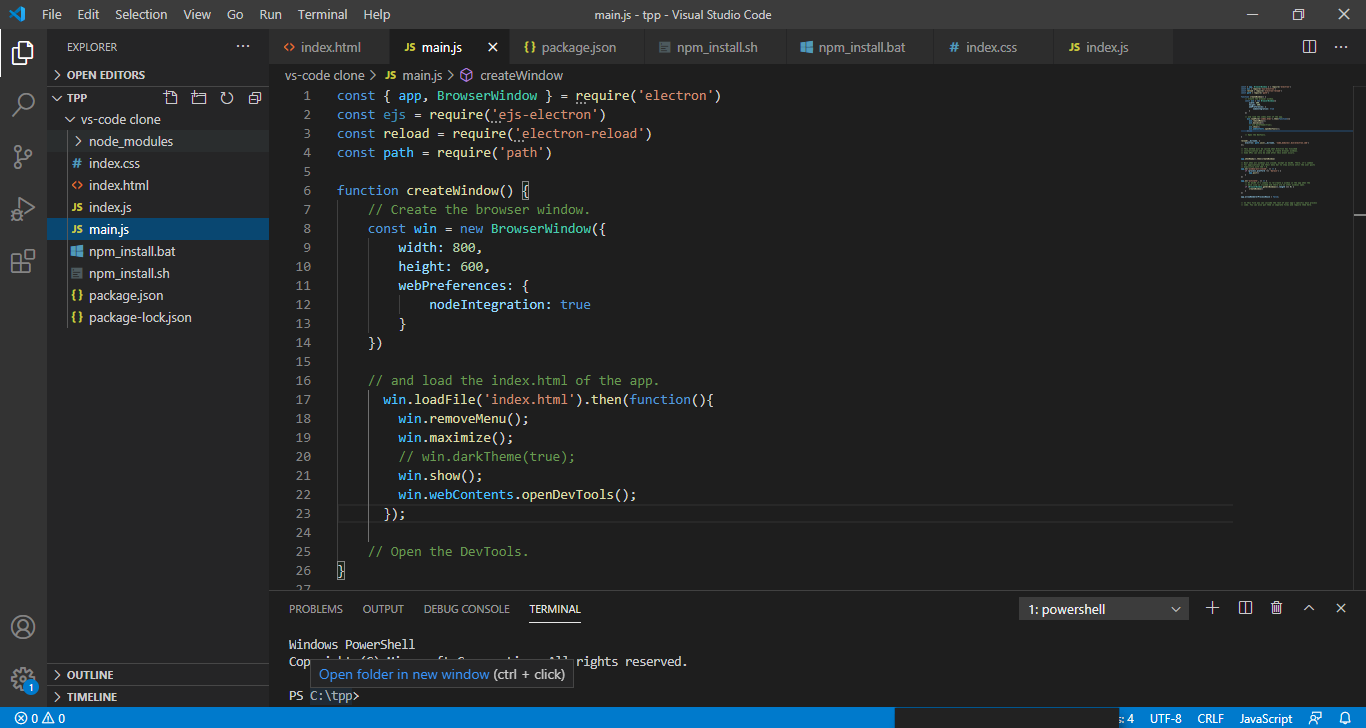 File Edit Selection View Go Run Terminal Help
main.js - tpp - Visual Studio Code
EXPLORER
OPEN EDITORS
TPP
vs-code clone
node_modules
index.css
index.html
index.js
main.js
npm_install.bat
npm_install.sh
package.json
package-lock.json
OUTLINE
TIMELINE
index.html
JS main.js
{} package.json
npm_install.sh
npm_install.bat
# index.css
JS index.js
vs-code clone > JS main.js > createWindow
1 const { app, BrowserWindow } = require('electron')
2 const ejs = require('ejs-electron')
3 const reload = require('electron-reload')
4 const path = require('path')
5
6 function createWindow() {
7 // Create the browser window.
8 const win = new BrowserWindow({
9 width: 800,
10 height: 600,
11 webPreferences: {
12 nodeIntegration: true
13 }
14 })
15
16 // and load the index.html of the app.
17 win.loadFile('index.html').then(function(){
18 win.removeMenu();
19 win.maximize();
20 // win.darkTheme(true);
21 win.show();
22 win.webContents.openDevTools();
23 });
24
25 // Open the DevTools.
26 }
27
PROBLEMS OUTPUT DEBUG CONSOLE TERMINAL
1: powershell
Windows PowerShell
All rights reserved.
Open folder in new window (ctrl + click)
PS C:\tpp>
1
0 0
: 4 UTF-8 CRLF JavaScript